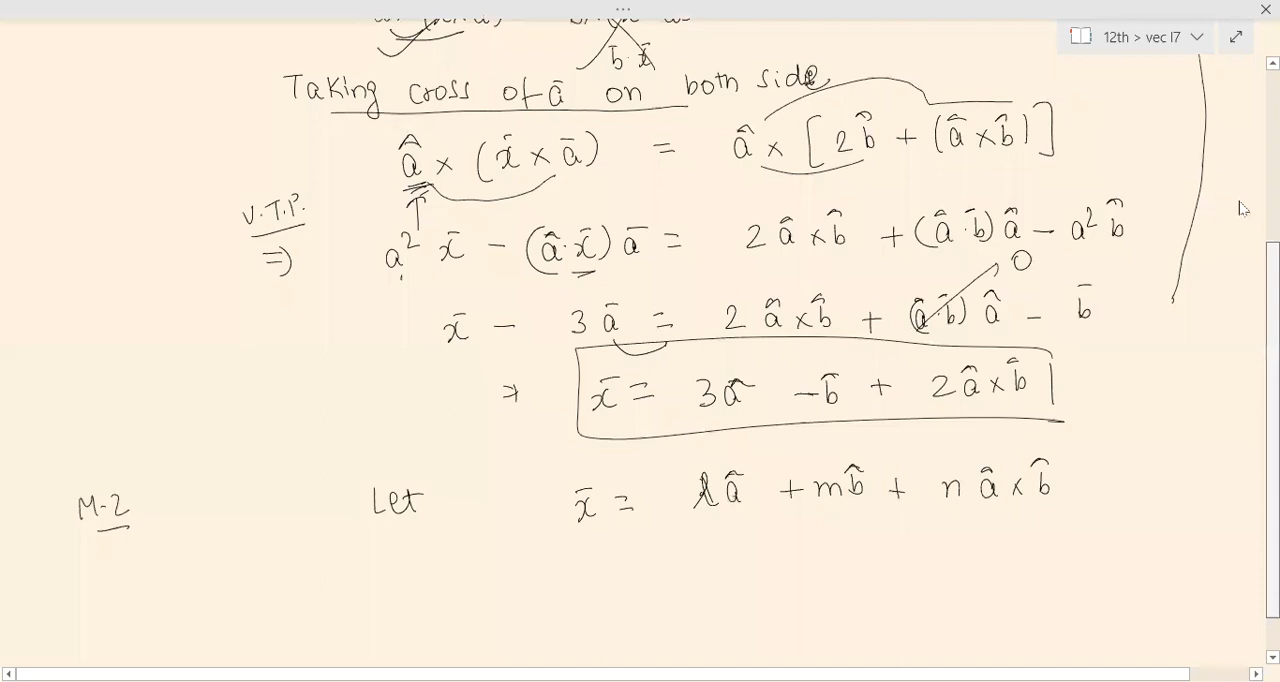 12th > vec l7
b̄·x̄
Taking cross of ā on both side
â × (x̄ × ā) = â × [2b̂ + (â × b̂)]
V.T.P.
⇒ a² x̄ − (â·x̄) ā = 2 â × b̂ + (â·b̄) â − a² b̂
0
x̄ − 3ā = 2 â × b̂ + (â·b̄) â − b̄
⇒ x̄ = 3â − b̄ + 2 â × b̂
M-2 Let x̄ = lâ + mb̂ + n â × b̂